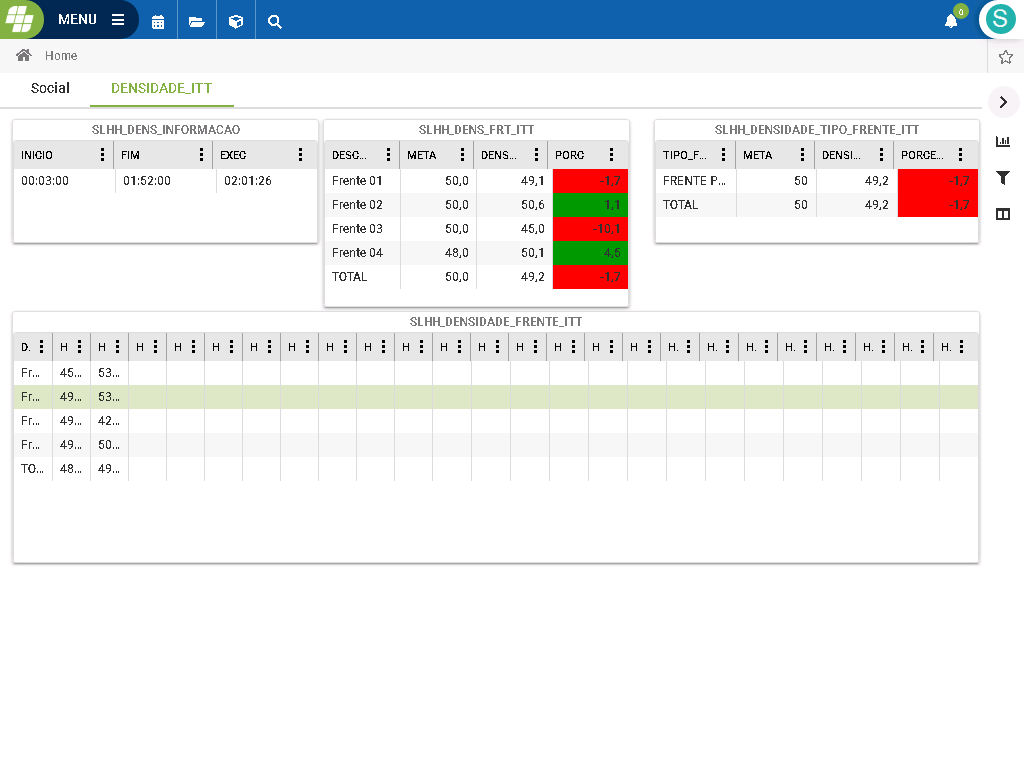 MENU
0
S
Home
Social DENSIDADE_ITT
SLHH_DENS_INFORMACAO
INICIO FIM EXEC
00:03:00 01:52:00 02:01:26
SLHH_DENS_FRT_ITT
DESC... META DENS... PORC
Frente 01 50,0 49,1 -1,7
Frente 02 50,0 50,6 1,1
Frente 03 50,0 45,0 -10,1
Frente 04 48,0 50,1 4,5
TOTAL 50,0 49,2 -1,7
SLHH_DENSIDADE_TIPO_FRENTE_ITT
TIPO_F... META DENSI... PORCE...
FRENTE P... 50 49,2 -1,7
TOTAL 50 49,2 -1,7
SLHH_DENSIDADE_FRENTE_ITT
D. H H H H H H H H H H H H H H H H H. H. H. H. H. H. H. H.
Fr... 45... 53...
Fr... 49... 53...
Fr... 49... 42...
Fr... 49... 50...
TO... 48... 49...